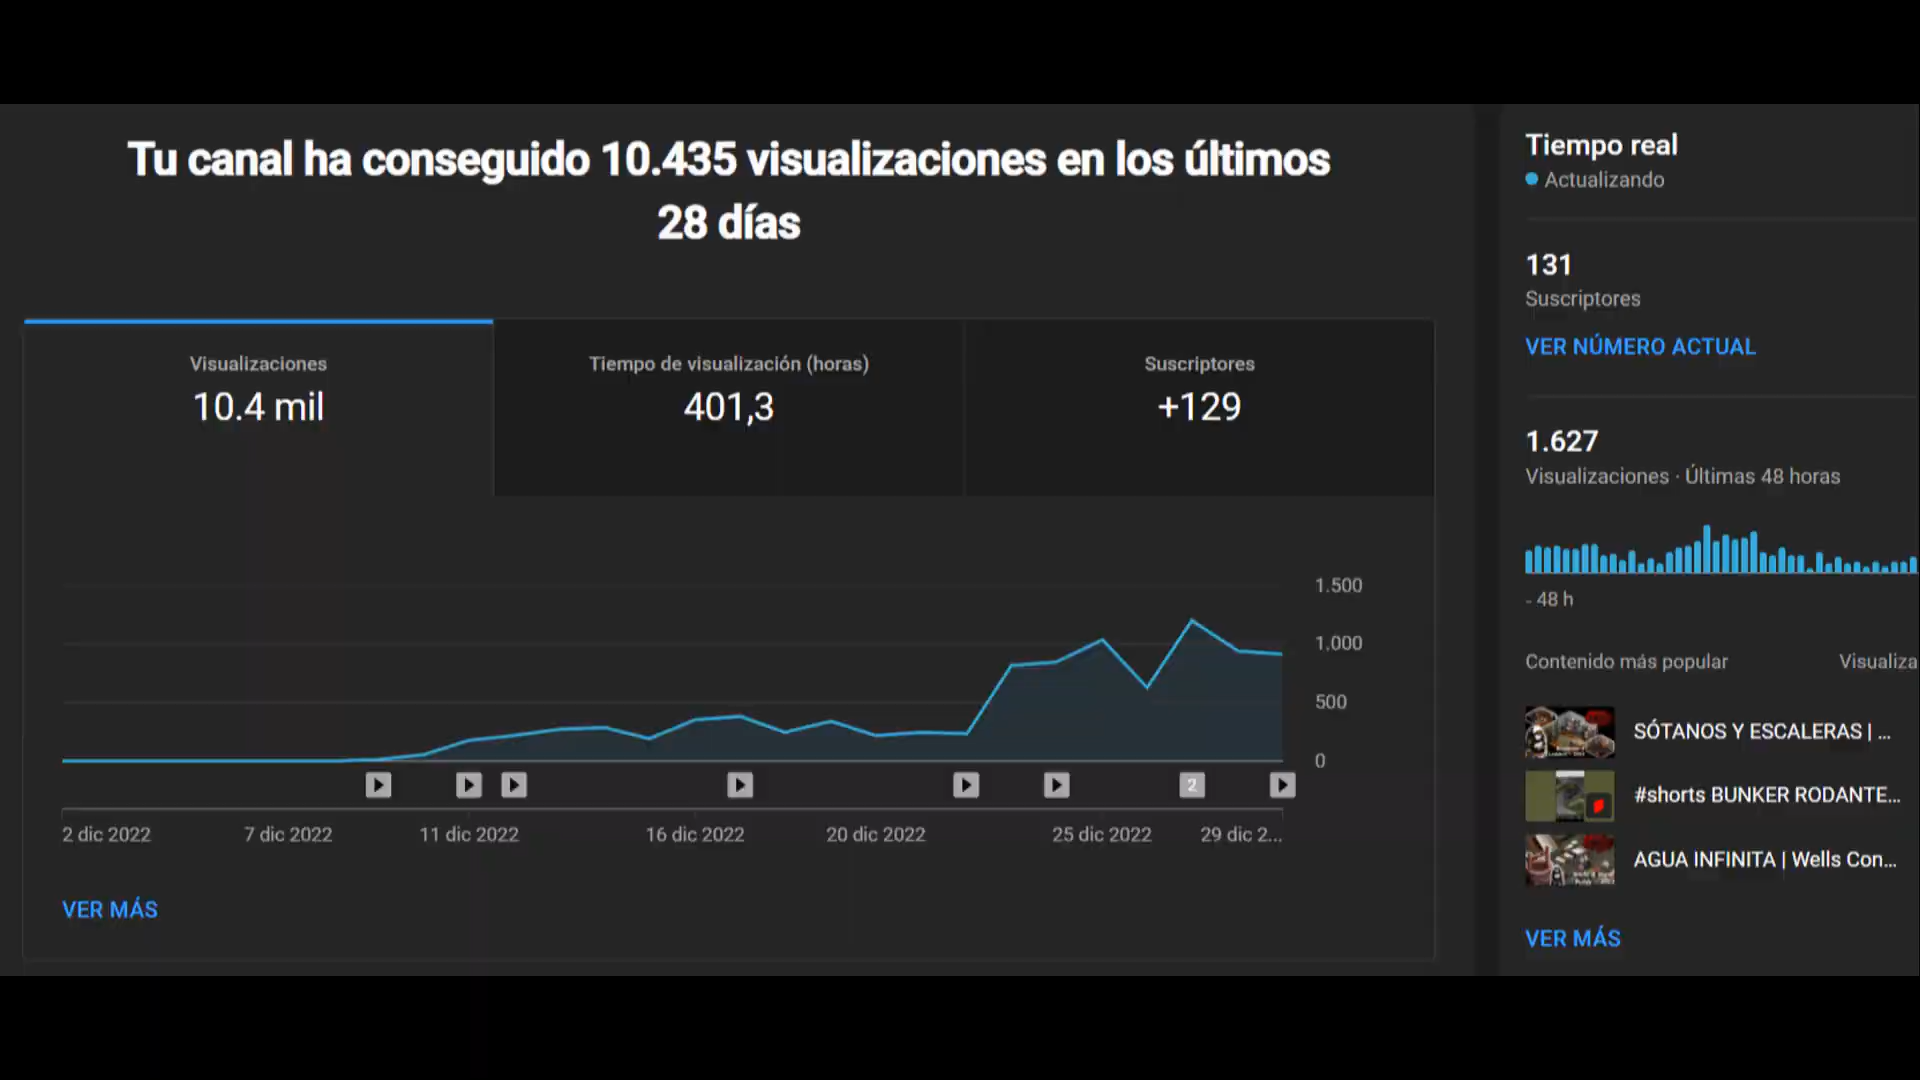 Tu canal ha conseguido 10.435 visualizaciones en los últimos
28 días
Visualizaciones
10.4 mil
Tiempo de visualización (horas)
401,3
Suscriptores
+129
1.500
1.000
500
0
2
2 dic 2022
7 dic 2022
11 dic 2022
16 dic 2022
20 dic 2022
25 dic 2022
29 dic 2...
VER MÁS
Tiempo real
Actualizando
131
Suscriptores
VER NÚMERO ACTUAL
1.627
Visualizaciones · Últimas 48 horas
- 48 h
Contenido más popular
Visualiza
SÓTANOS Y ESCALERAS | ...
#shorts BUNKER RODANTE...
AGUA INFINITA | Wells Con...
VER MÁS